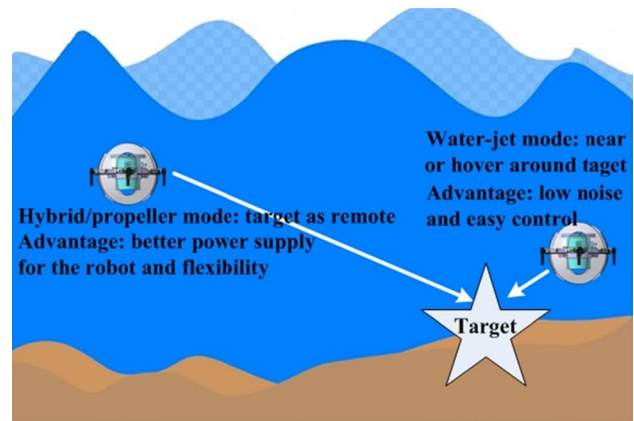 Water-jet mode: near
or hover around taget
Advantage: low noise
and easy control
Hybrid/propeller mode: target as remote
Advantage: better power supply
for the robot and flexibility
Target